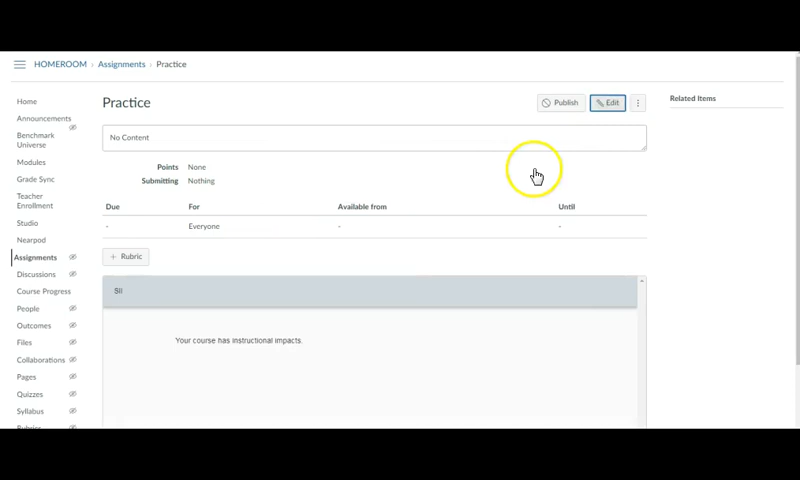 HOMEROOM › Assignments › Practice
Home
Announcements
Benchmark
Universe
Modules
Grade Sync
Teacher
Enrollment
Studio
Nearpod
Assignments
Discussions
Course Progress
People
Outcomes
Files
Collaborations
Pages
Quizzes
Syllabus
Rubrics
Practice
Publish
Edit
No Content
Points None
Submitting Nothing
Due For Available from Until
- Everyone - -
+ Rubric
SII
Your course has instructional impacts.
Related Items